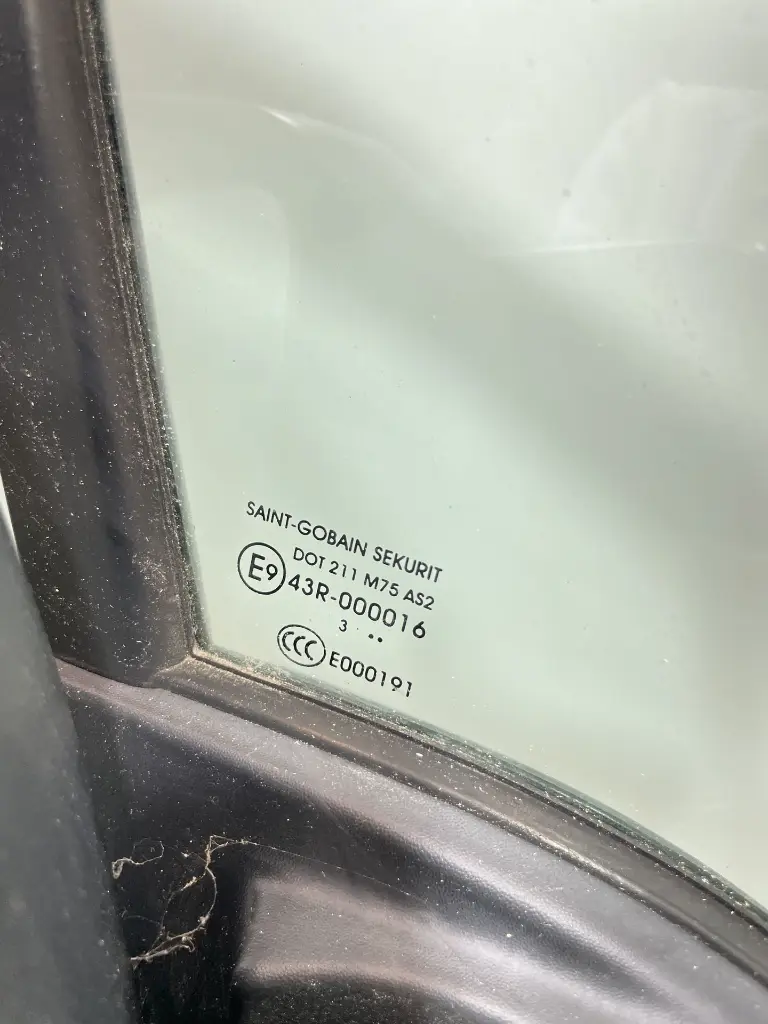 SAINT-GOBAIN SEKURIT
DOT 211 M75 AS2
E9 43R-000016
3 ..
CCC E000191